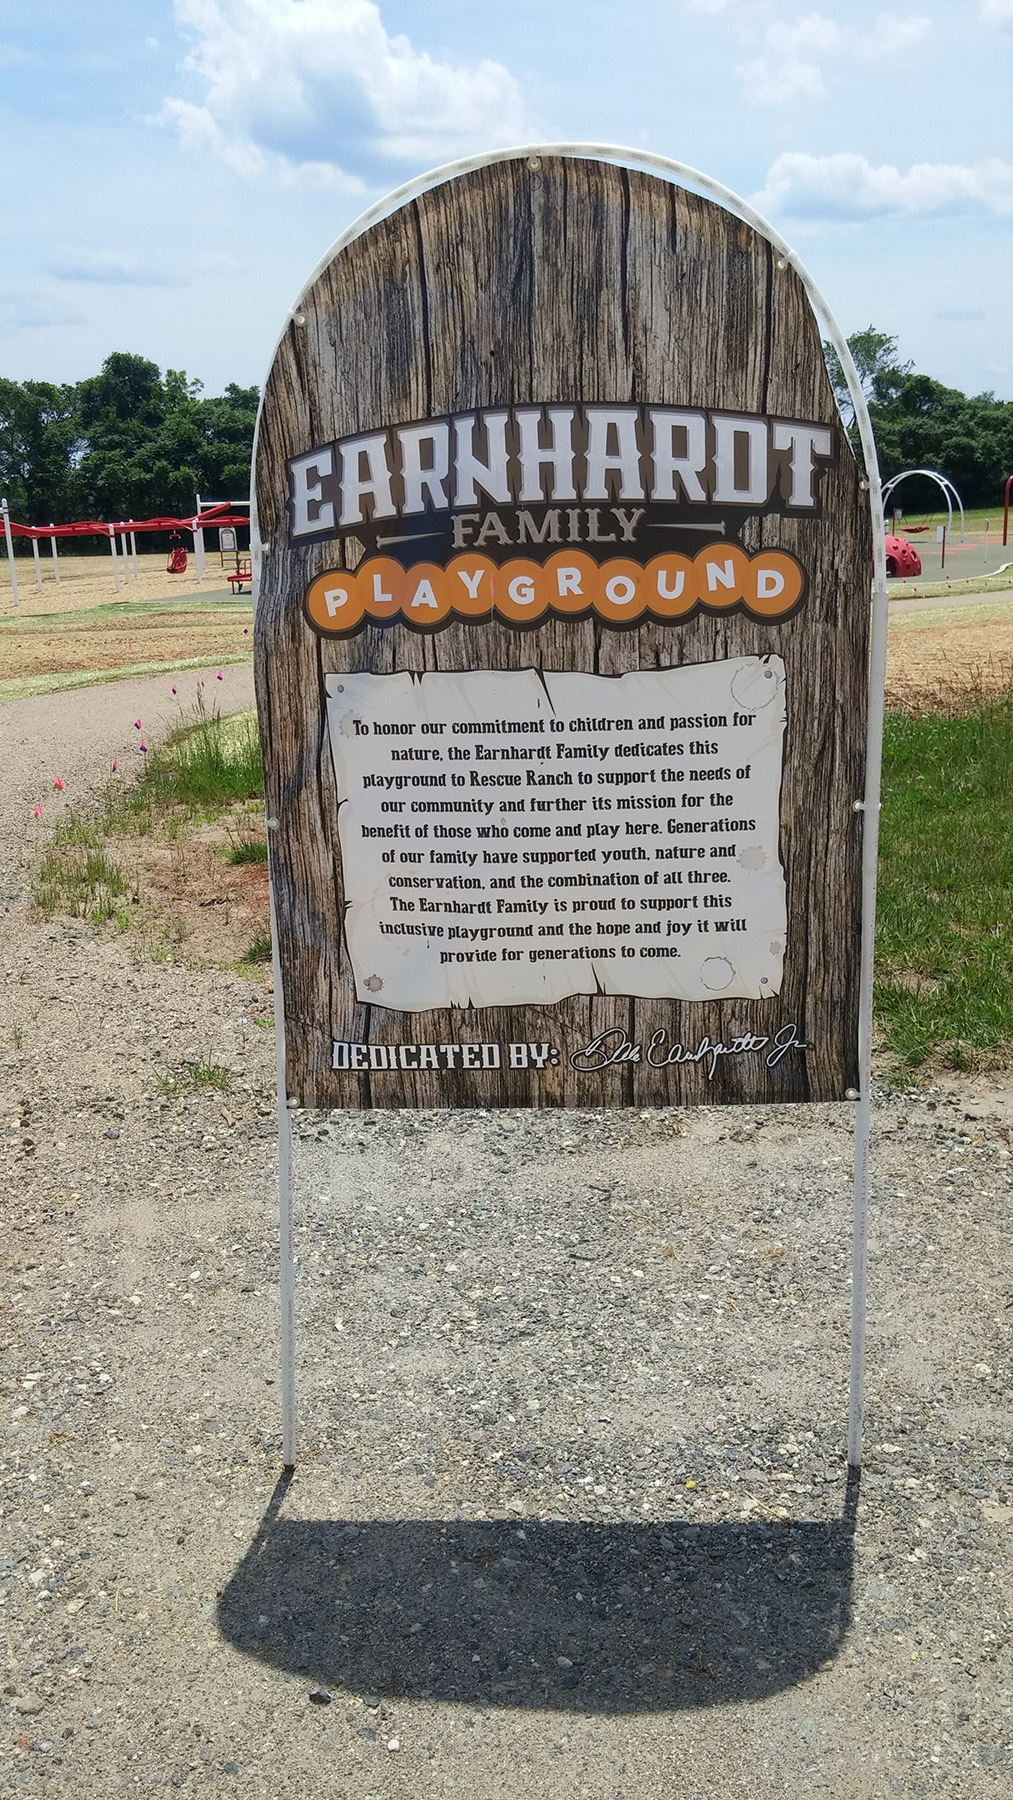 EARNHARDT
FAMILY
PLAYGROUND
To honor our commitment to children and passion for
nature, the Earnhardt Family dedicates this
playground to Rescue Ranch to support the needs of
our community and further its mission for the
benefit of those who come and play here. Generations
of our family have supported youth, nature and
conservation, and the combination of all three.
The Earnhardt Family is proud to support this
inclusive playground and the hope and joy it will
provide for generations to come.
DEDICATED BY: Dale Earnhardt Jr